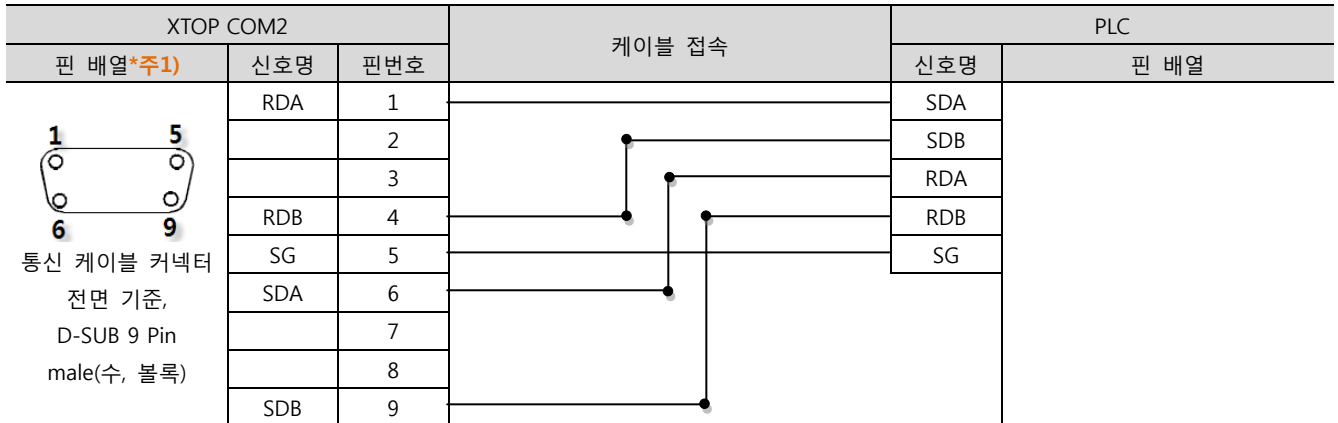 XTOP COM2 케이블 접속 PLC
핀 배열*주1) 신호명 핀번호 신호명 핀 배열
RDA 1 SDA
1 5 2 SDB
3 RDA
6 9 RDB 4 RDB
통신 케이블 커넥터 SG 5 SG
전면 기준, SDA 6
D-SUB 9 Pin 7
male(수, 볼록) 8
SDB 9